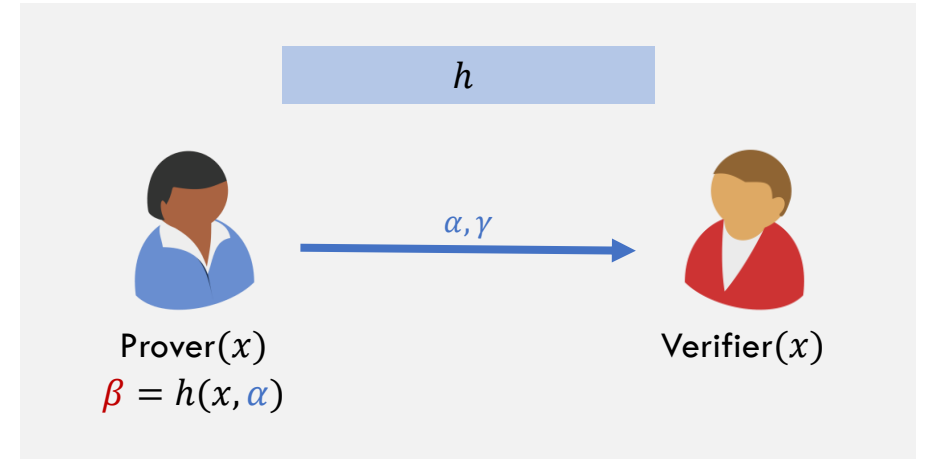 h
α, γ
Prover(x)
Verifier(x)
β = h(x, α)